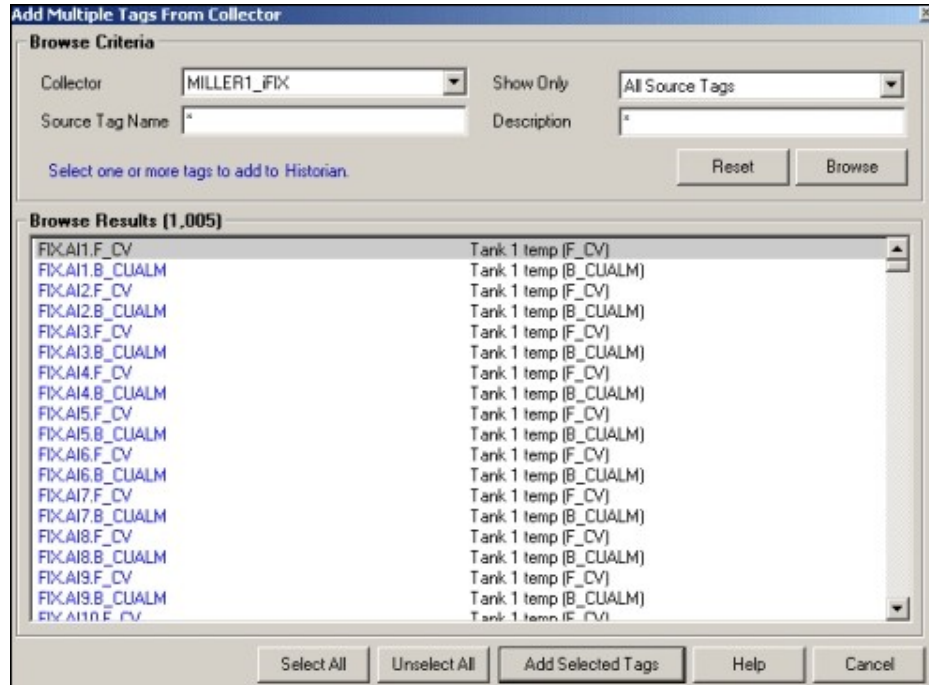 Add Multiple Tags From Collector
Browse Criteria
Collector MILLER1_iFIX Show Only All Source Tags
Source Tag Name * Description *
Select one or more tags to add to Historian. Reset Browse
Browse Results (1,005)
FIX.AI1.F_CV Tank 1 temp (F_CV)
FIX.AI1.B_CUALM Tank 1 temp (B_CUALM)
FIX.AI2.F_CV Tank 1 temp (F_CV)
FIX.AI2.B_CUALM Tank 1 temp (B_CUALM)
FIX.AI3.F_CV Tank 1 temp (F_CV)
FIX.AI3.B_CUALM Tank 1 temp (B_CUALM)
FIX.AI4.F_CV Tank 1 temp (F_CV)
FIX.AI4.B_CUALM Tank 1 temp (B_CUALM)
FIX.AI5.F_CV Tank 1 temp (F_CV)
FIX.AI5.B_CUALM Tank 1 temp (B_CUALM)
FIX.AI6.F_CV Tank 1 temp (F_CV)
FIX.AI6.B_CUALM Tank 1 temp (B_CUALM)
FIX.AI7.F_CV Tank 1 temp (F_CV)
FIX.AI7.B_CUALM Tank 1 temp (B_CUALM)
FIX.AI8.F_CV Tank 1 temp (F_CV)
FIX.AI8.B_CUALM Tank 1 temp (B_CUALM)
FIX.AI9.F_CV Tank 1 temp (F_CV)
FIX.AI9.B_CUALM Tank 1 temp (B_CUALM)
FIX.AI10.F_CV Tank 1 temp (F_CV)
Select All Unselect All Add Selected Tags Help Cancel